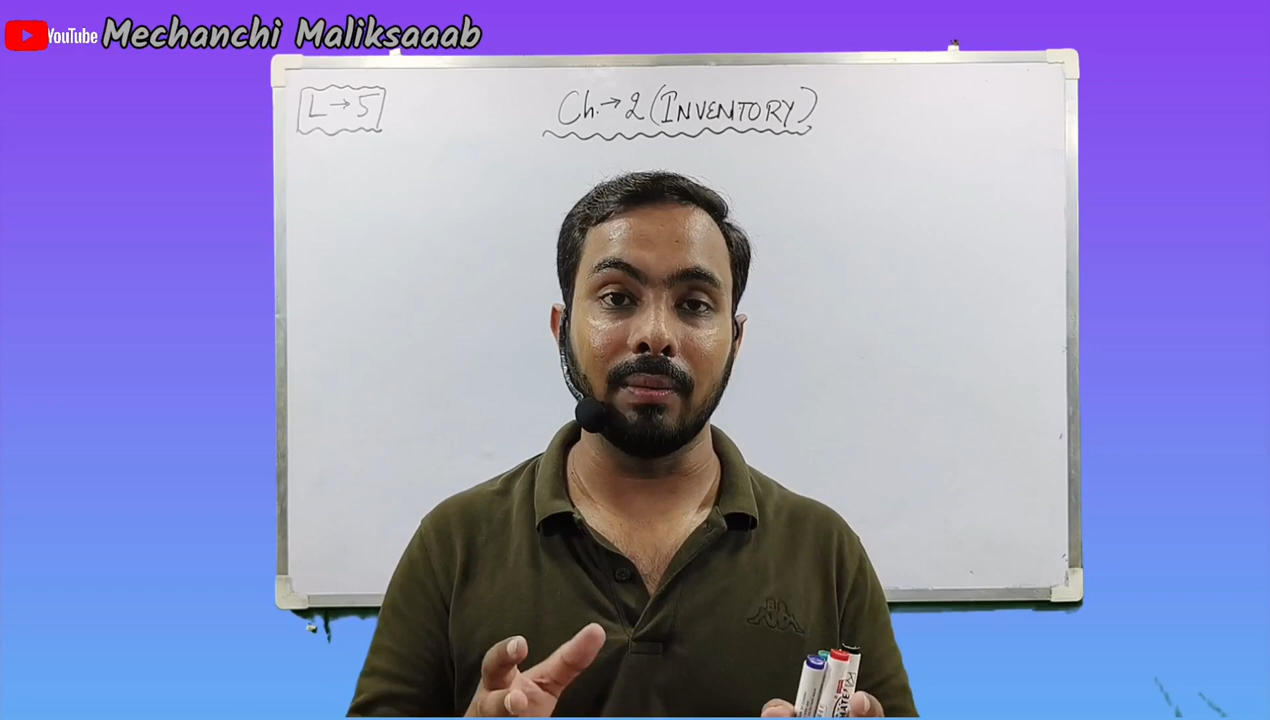 YouTube Mechanchi Maliksaaab
L → 5
Ch. → 2 (INVENTORY)